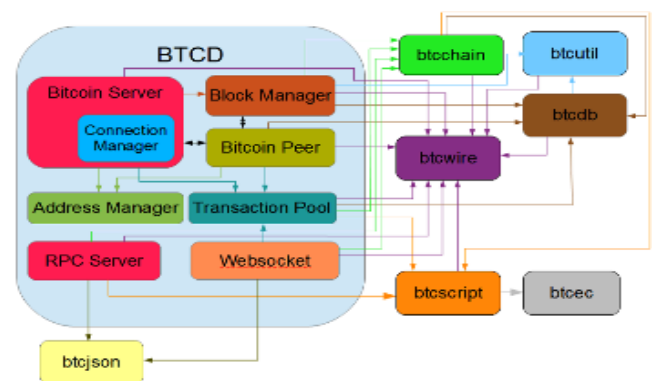 BTCD
Bitcoin Server
Connection
Manager
Block Manager
Bitcoin Peer
Address Manager
Transaction Pool
RPC Server
Websocket
btcjson
btcchain
btcutil
btcdb
btcwire
btcscript
btcec